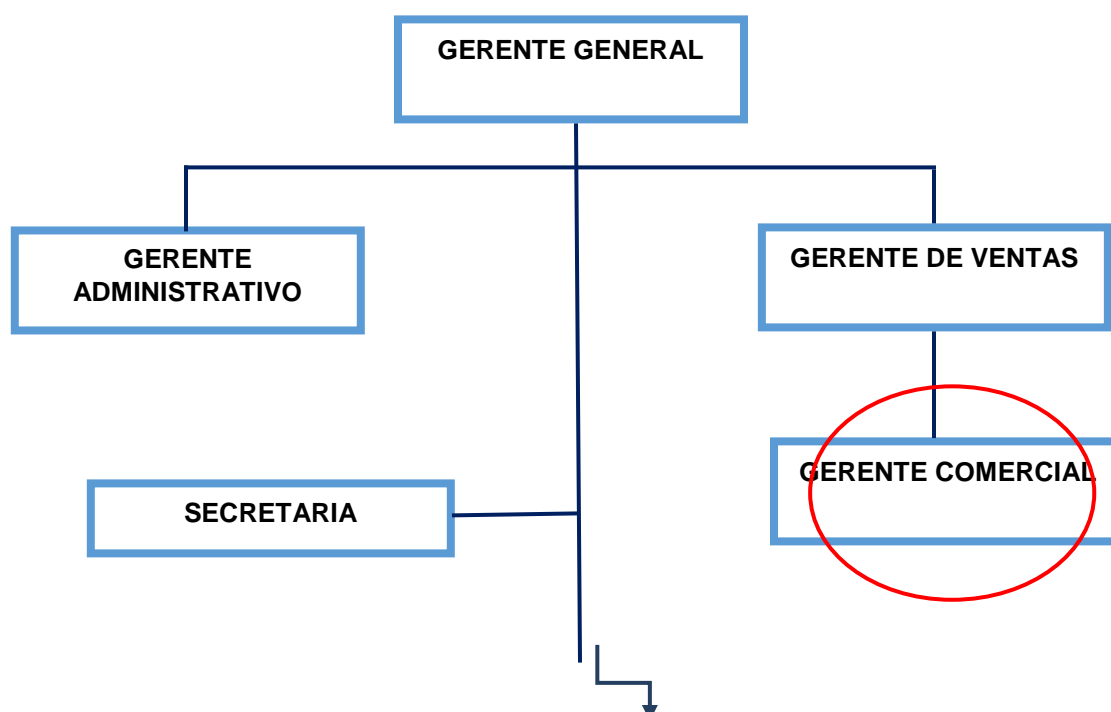 GERENTE GENERAL
GERENTE
ADMINISTRATIVO
GERENTE DE VENTAS
GERENTE COMERCIAL
SECRETARIA